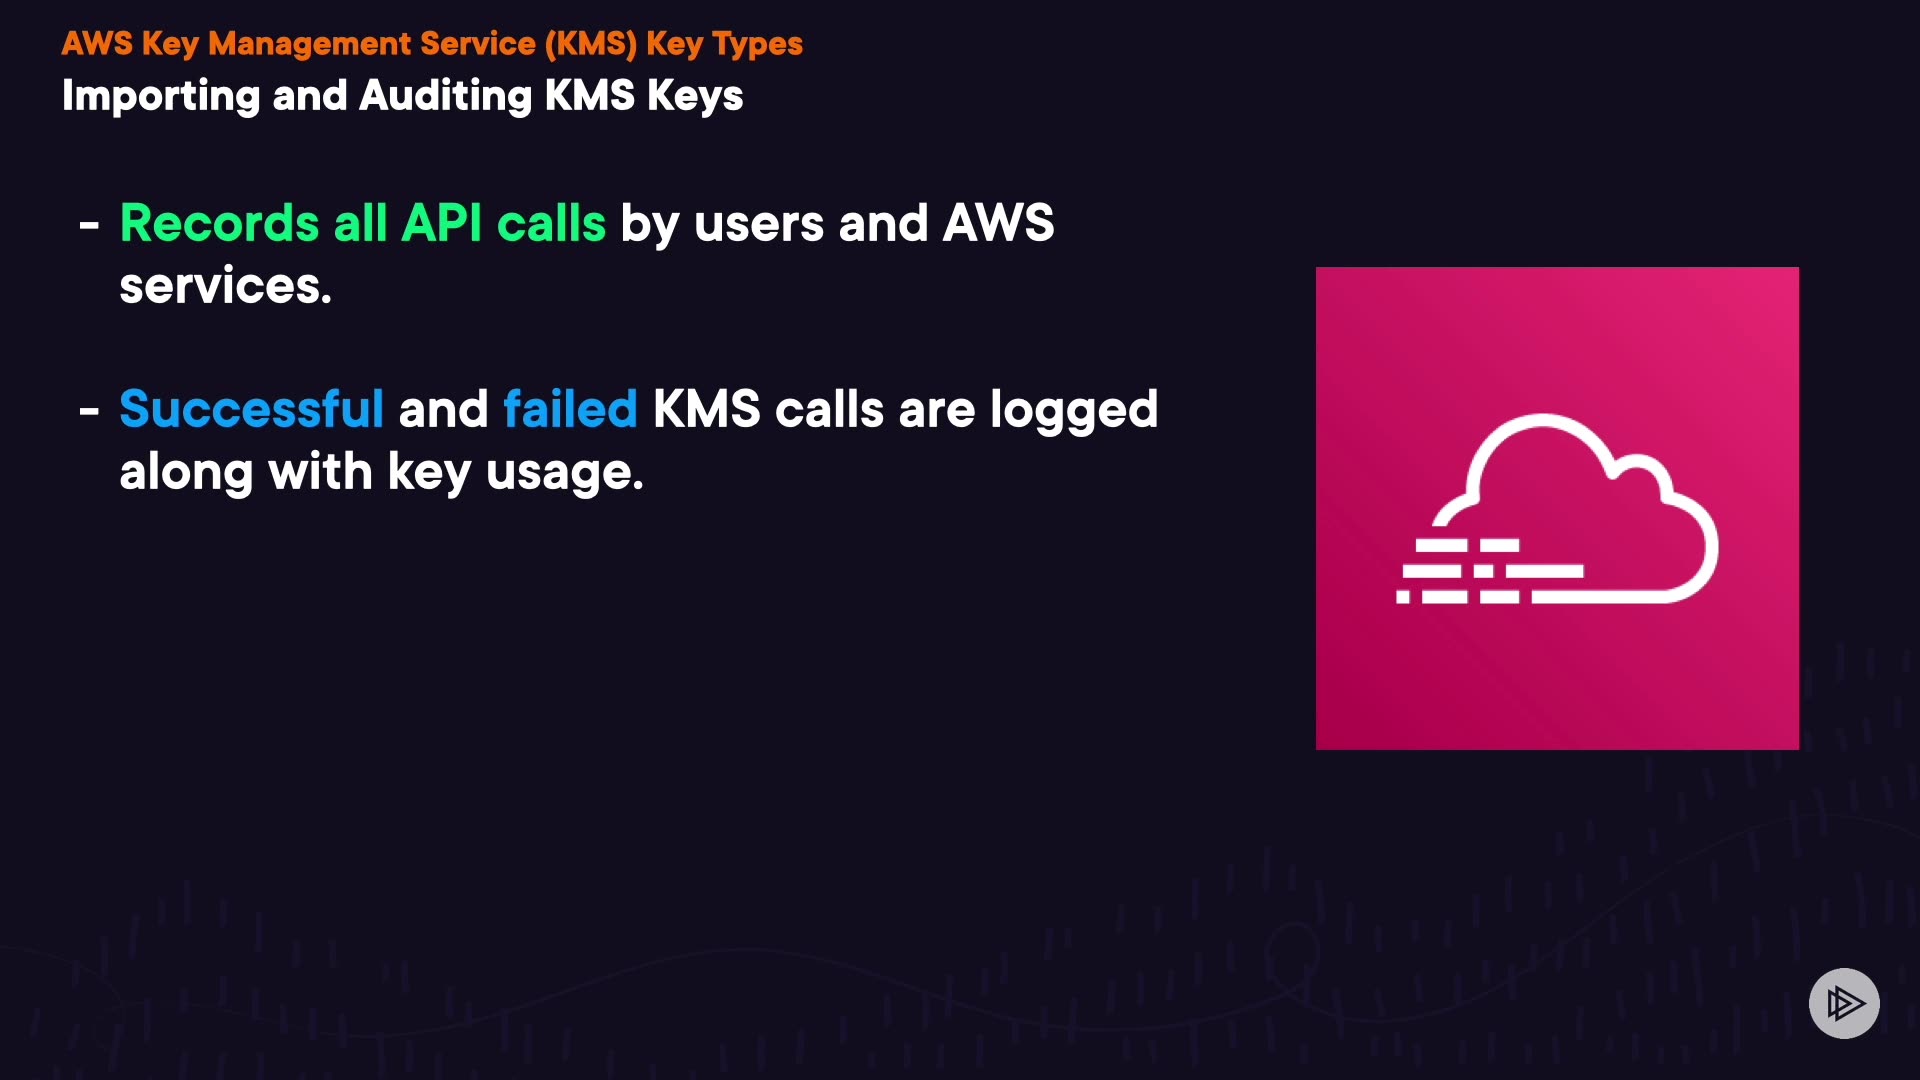 AWS Key Management Service (KMS) Key Types
Importing and Auditing KMS Keys
- Records all API calls by users and AWS
services.
- Successful and failed KMS calls are logged
along with key usage.